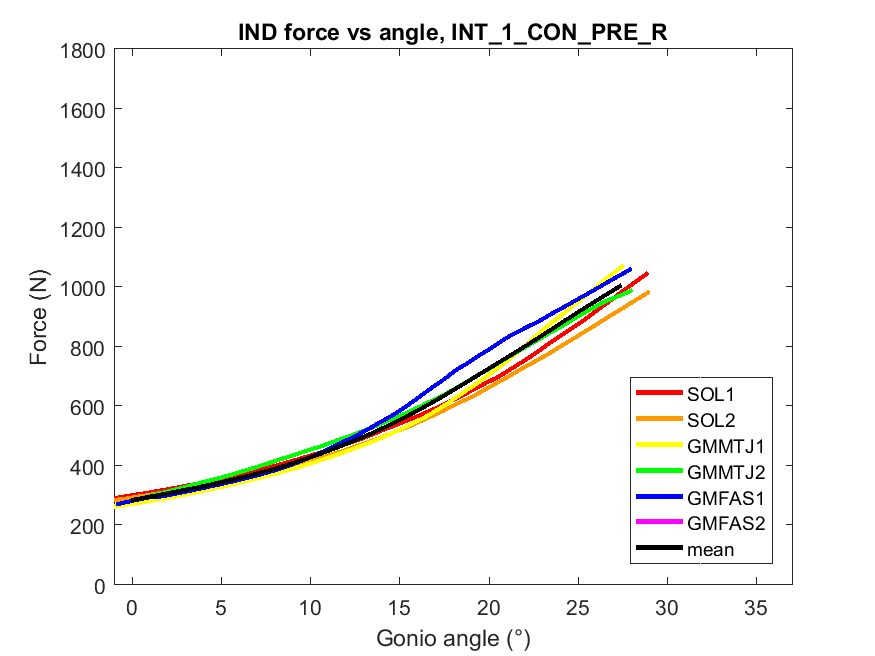 IND force vs angle, INT_1_CON_PRE_R
1800
1600
1400
1200
1000
800
600
400
200
0
Force (N)
0 5 10 15 20 25 30 35
Gonio angle (°)
SOL1
SOL2
GMMTJ1
GMMTJ2
GMFAS1
GMFAS2
mean